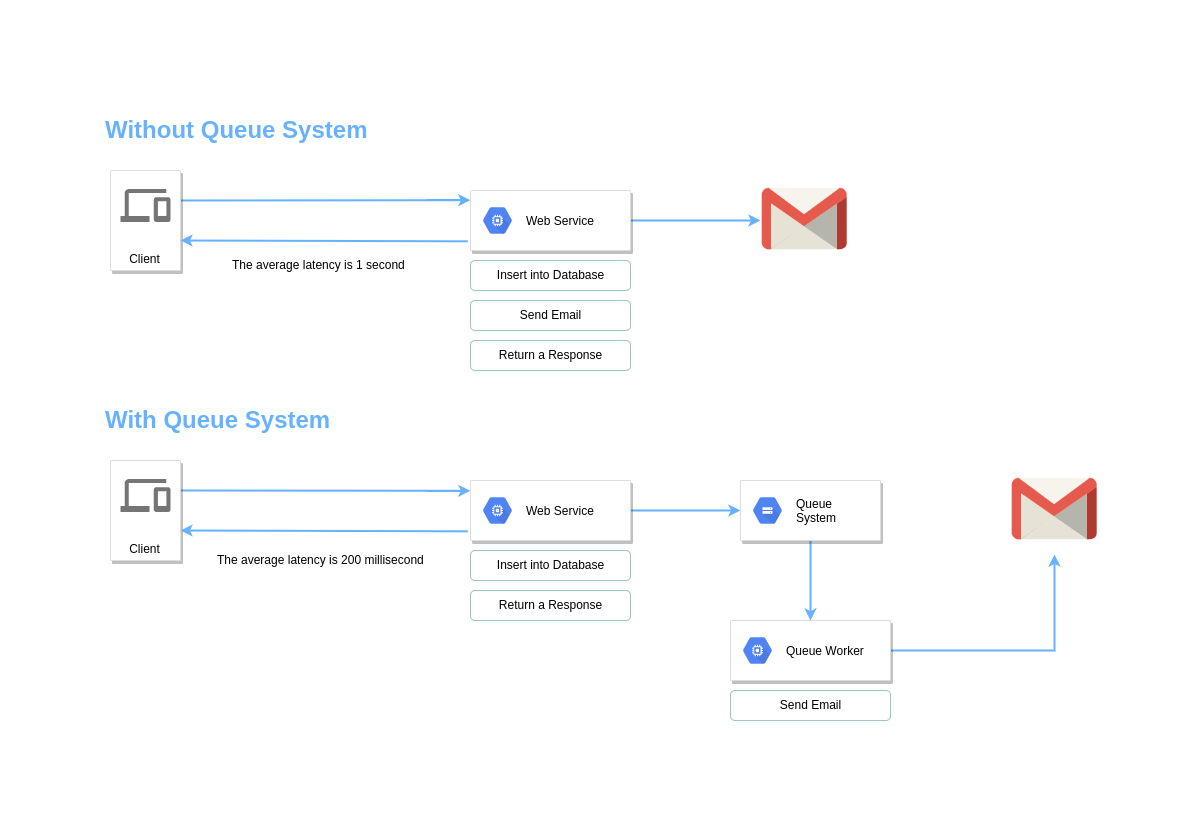 Without Queue System
Client
Web Service
The average latency is 1 second
Insert into Database
Send Email
Return a Response
With Queue System
Client
Web Service
Queue
System
The average latency is 200 millisecond
Insert into Database
Return a Response
Queue Worker
Send Email